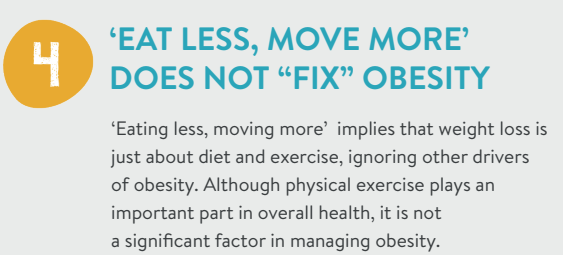 4
‘EAT LESS, MOVE MORE’
DOES NOT “FIX” OBESITY
‘Eating less, moving more’ implies that weight loss is
just about diet and exercise, ignoring other drivers
of obesity. Although physical exercise plays an
important part in overall health, it is not
a significant factor in managing obesity.